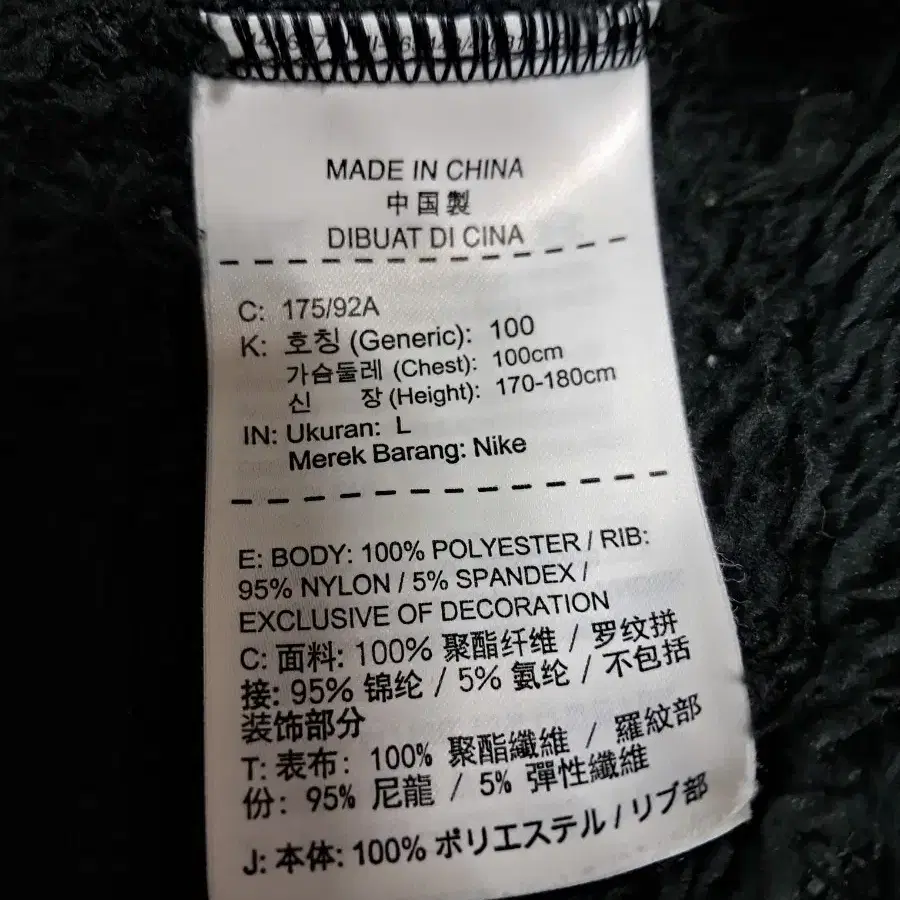 MADE IN CHINA
中国製
DIBUAT DI CINA
C: 175/92A
K: 호칭 (Generic): 100
가슴둘레 (Chest): 100cm
신 장 (Height): 170-180cm
IN: Ukuran: L
Merek Barang: Nike
E: BODY: 100% POLYESTER / RIB:
95% NYLON / 5% SPANDEX /
EXCLUSIVE OF DECORATION
C: 面料: 100% 聚酯纤维 / 罗纹拼
接: 95% 锦纶 / 5% 氨纶 / 不包括
装饰部分
T: 表布: 100% 聚酯纖維 / 羅紋部
份: 95% 尼龍 / 5% 彈性纖維
J: 本体: 100% ポリエステル / リブ部